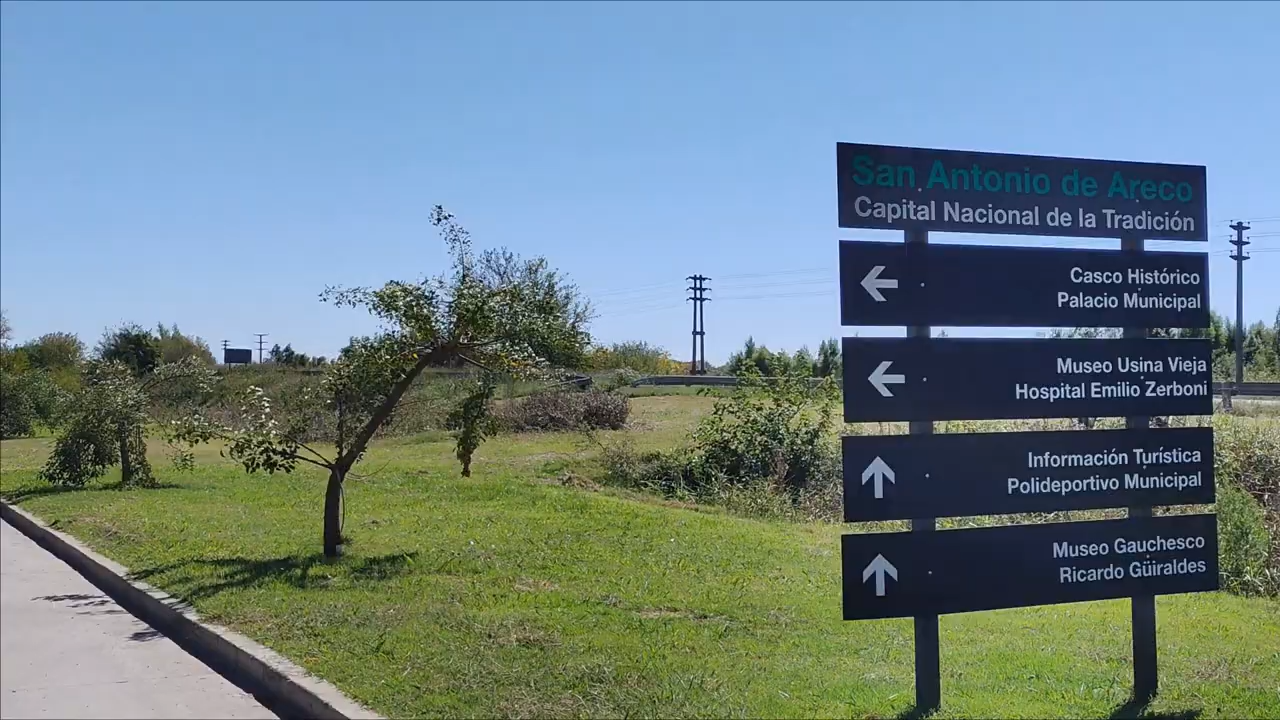 San Antonio de Areco
Capital Nacional de la Tradición
Casco Histórico
Palacio Municipal
Museo Usina Vieja
Hospital Emilio Zerboni
Información Turística
Polideportivo Municipal
Museo Gauchesco
Ricardo Güiraldes